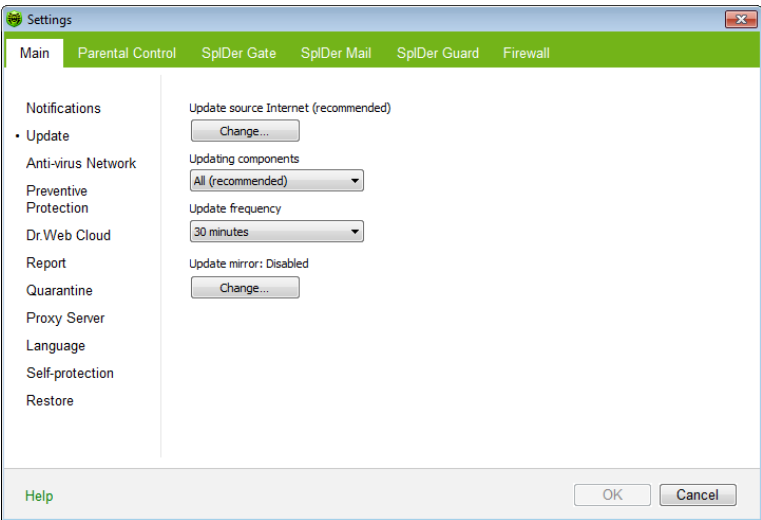 Settings
Main Parental Control SpIDer Gate SpIDer Mail SpIDer Guard Firewall
Notifications
Update
Anti-virus Network
Preventive
Protection
Dr.Web Cloud
Report
Quarantine
Proxy Server
Language
Self-protection
Restore
Update source Internet (recommended)
Change...
Updating components
All (recommended)
Update frequency
30 minutes
Update mirror: Disabled
Change...
Help
OK Cancel